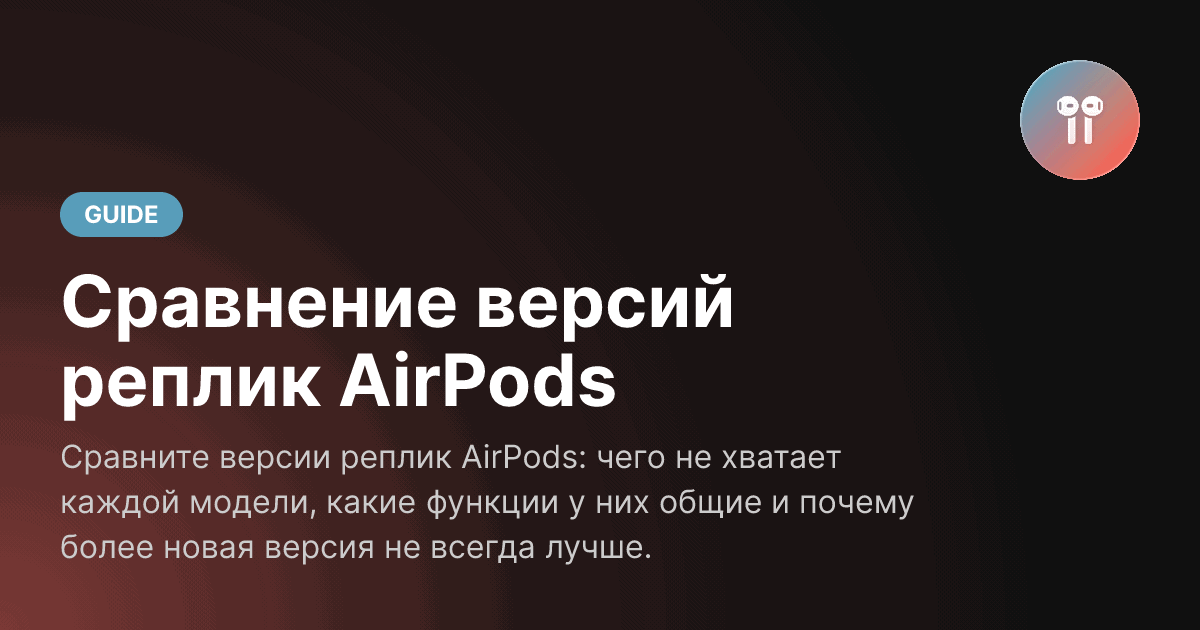 GUIDE
Сравнение версий
реплик AirPods
Сравните версии реплик AirPods: чего не хватает
каждой модели, какие функции у них общие и почему
более новая версия не всегда лучше.